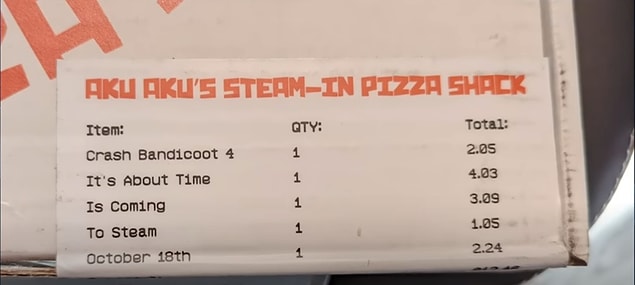 AKU AKU'S STEAM-IN PIZZA SHACK
Item: QTY: Total:
Crash Bandicoot 4 1 2.05
It's About Time 1 4.03
Is Coming 1 3.09
To Steam 1 1.05
October 18th 1 2.24